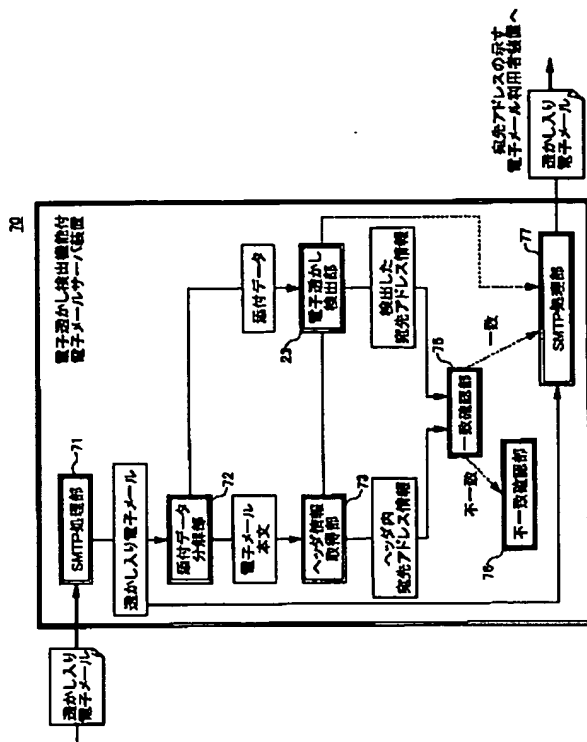 70
電子透かし検出機能付
電子メールサーバ装置
透かし入り
電子メール
SMTP処理部
71
透かし入り電子メール
添付データ
分解部
72
電子メール
本文
添付データ
ヘッダ情報
取得部
73
電子透かし
検出部
23
ヘッダ内
宛先アドレス情報
検出した
宛先アドレス情報
一致確認部
75
不一致
一致
不一致確認部
76
SMTP処理部
77
透かし入り
電子メール
宛先アドレスの示す
電子メール利用者装置へ